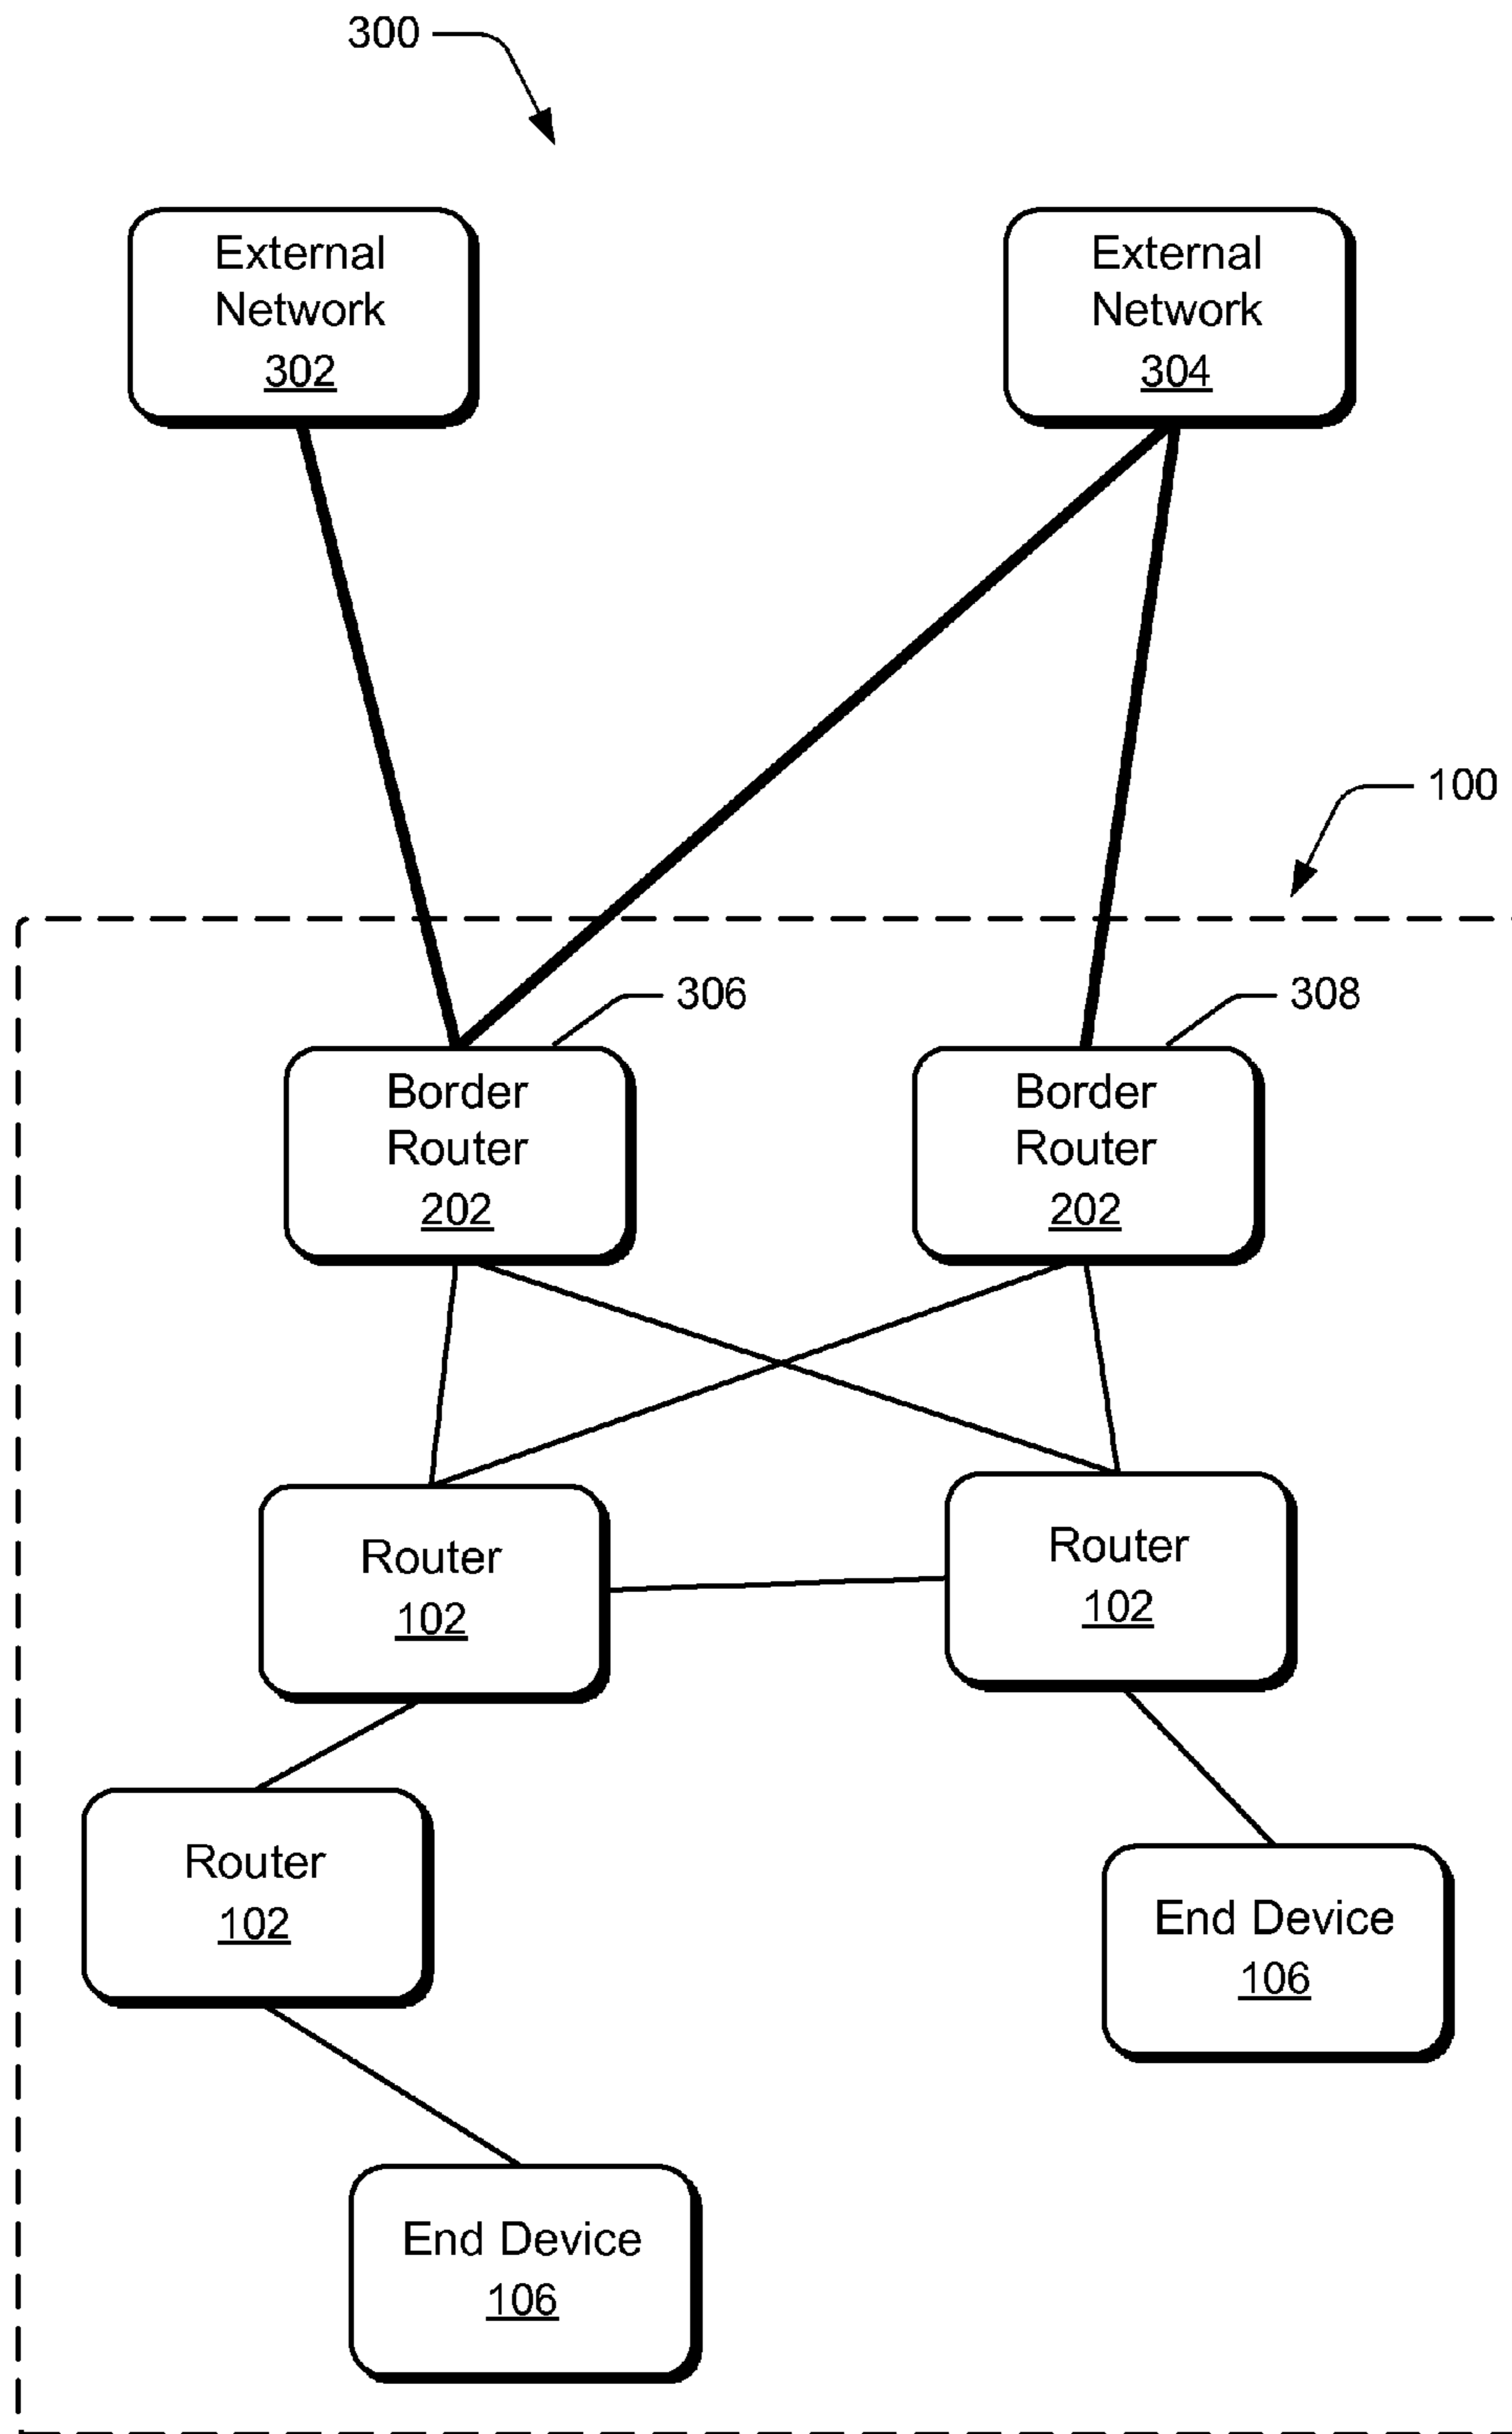 300
External
Network
302
External
Network
304
100
306
308
Border
Router
202
Border
Router
202
Router
102
Router
102
Router
102
End Device
106
End Device
106